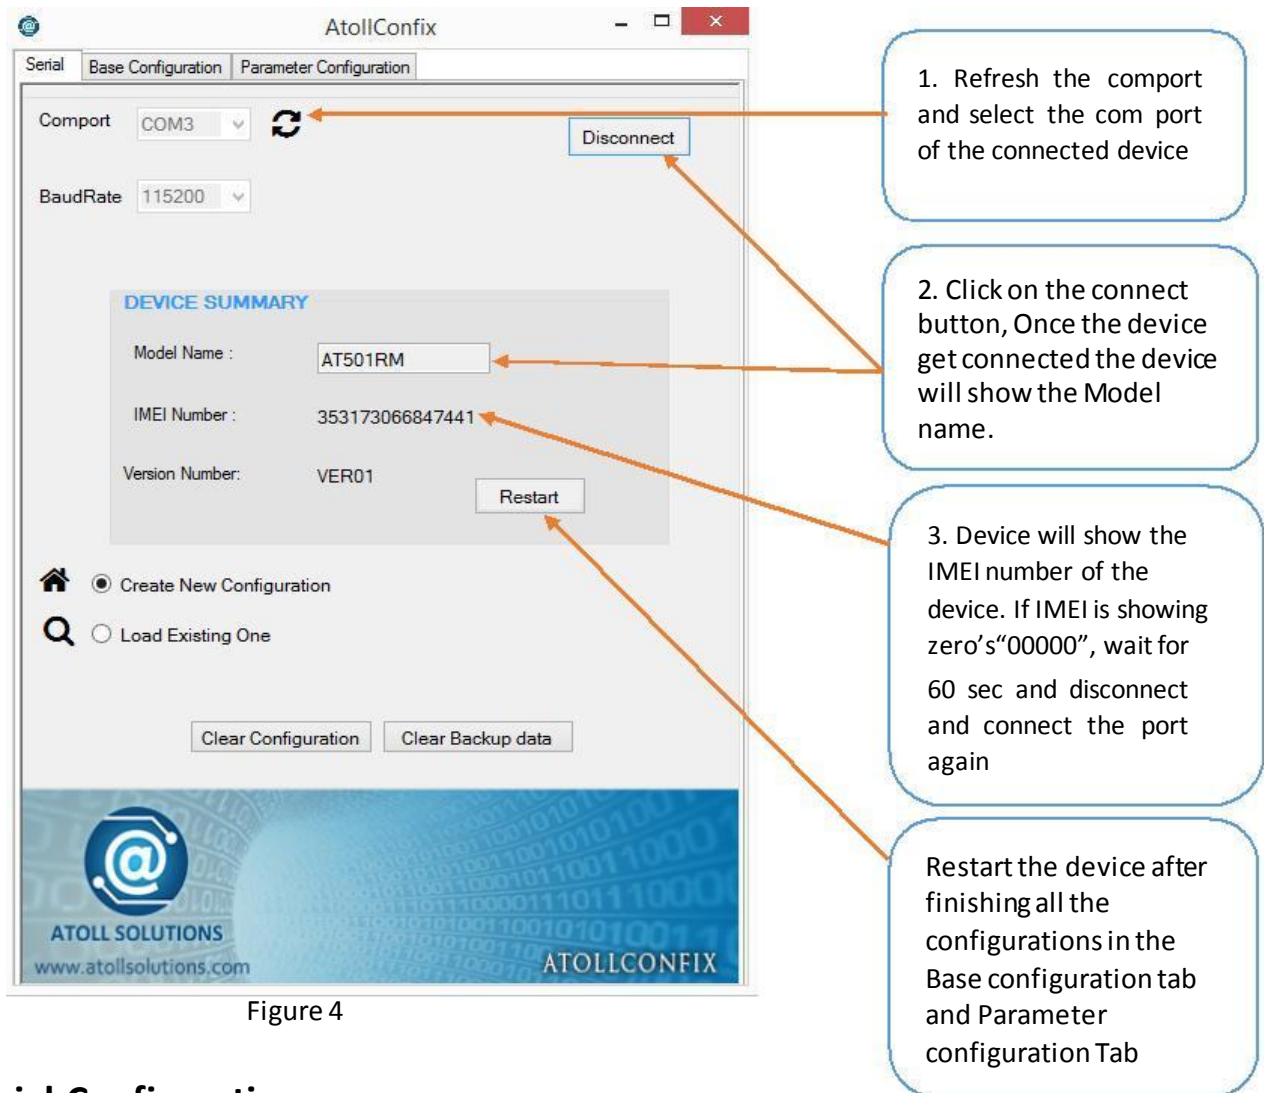 AtollConfix
Serial Base Configuration Parameter Configuration
Comport COM3
Disconnect
BaudRate 115200
DEVICE SUMMARY
Model Name : AT501RM
IMEI Number : 353173066847441
Version Number: VER01
Restart
Create New Configuration
Load Existing One
Clear Configuration Clear Backup data
ATOLL SOLUTIONS
www.atollsolutions.com
ATOLLCONFIX
Figure 4
1. Refresh the comport
and select the com port
of the connected device
2. Click on the connect
button, Once the device
get connected the device
will show the Model
name.
3. Device will show the
IMEI number of the
device. If IMEI is showing
zero's“00000”, wait for
60 sec and disconnect
and connect the port
again
Restart the device after
finishing all the
configurations in the
Base configuration tab
and Parameter
configuration Tab